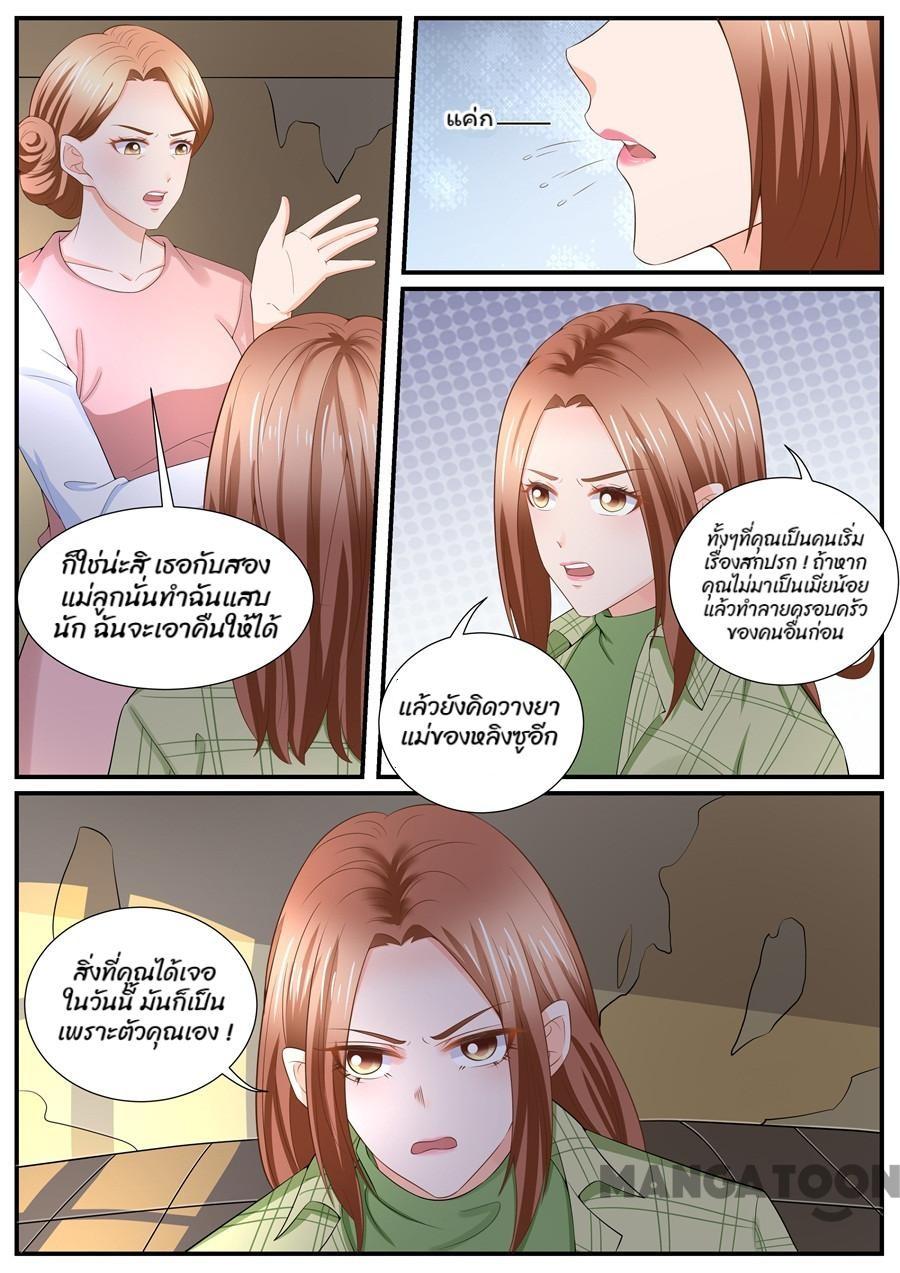 แค่ก
ก็ใช่น่ะสิ เธอกับสอง
แม่ลูกนั่นทำฉันแสบ
นัก ฉันจะเอาคืนให้ได้
ทั้งๆที่คุณเป็นคนเริ่ม
เรื่องสกปรก ! ถ้าหาก
คุณไม่มาเป็นเมียน้อย
แล้วทำลายครอบครัว
ของคนอื่นก่อน
แล้วยังคิดวางยา
แม่ของหลิงซูอีก
สิ่งที่คุณได้เจอ
ในวันนี้ มันก็เป็น
เพราะตัวคุณเอง !
MANGATOON